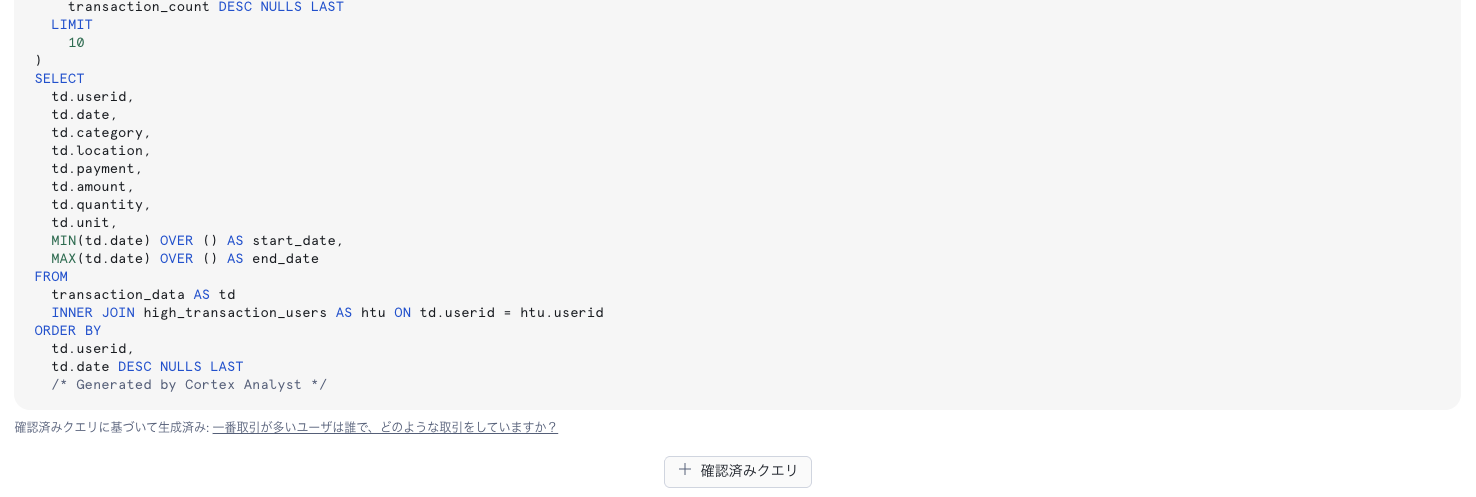 transaction_count DESC NULLS LAST
LIMIT
10
)
SELECT
td.userid,
td.date,
td.category,
td.location,
td.payment,
td.amount,
td.quantity,
td.unit,
MIN(td.date) OVER () AS start_date,
MAX(td.date) OVER () AS end_date
FROM
transaction_data AS td
INNER JOIN high_transaction_users AS htu ON td.userid = htu.userid
ORDER BY
td.userid,
td.date DESC NULLS LAST
/* Generated by Cortex Analyst */
確認済みクエリに基づいて生成済み: 一番取引が多いユーザは誰で、どのような取引をしていますか？
＋ 確認済みクエリ